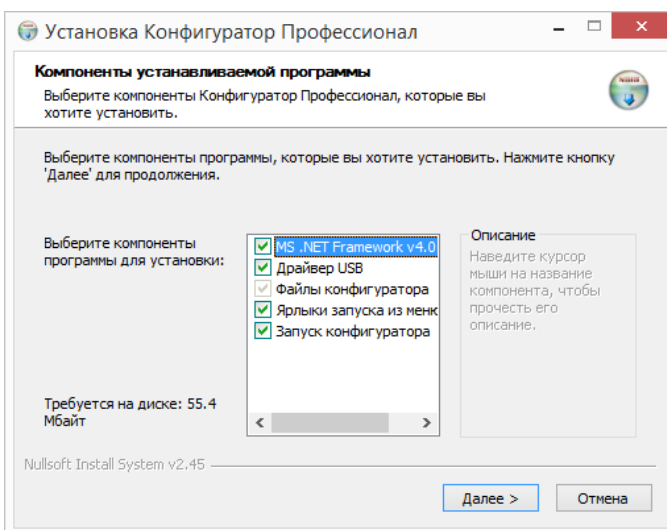 Установка Конфигуратор Профессионал
Компоненты устанавливаемой программы
Выберите компоненты Конфигуратор Профессионал, которые вы
хотите установить.
Выберите компоненты программы, которые вы хотите установить. Нажмите кнопку
'Далее' для продолжения.
Выберите компоненты
программы для установки:
MS .NET Framework v4.0
Драйвер USB
Файлы конфигуратора
Ярлыки запуска из меню
Запуск конфигуратора
Описание
Наведите курсор
мыши на название
компонента, чтобы
прочесть его
описание.
Требуется на диске: 55.4
Мбайт
Nullsoft Install System v2.45
Далее >
Отмена